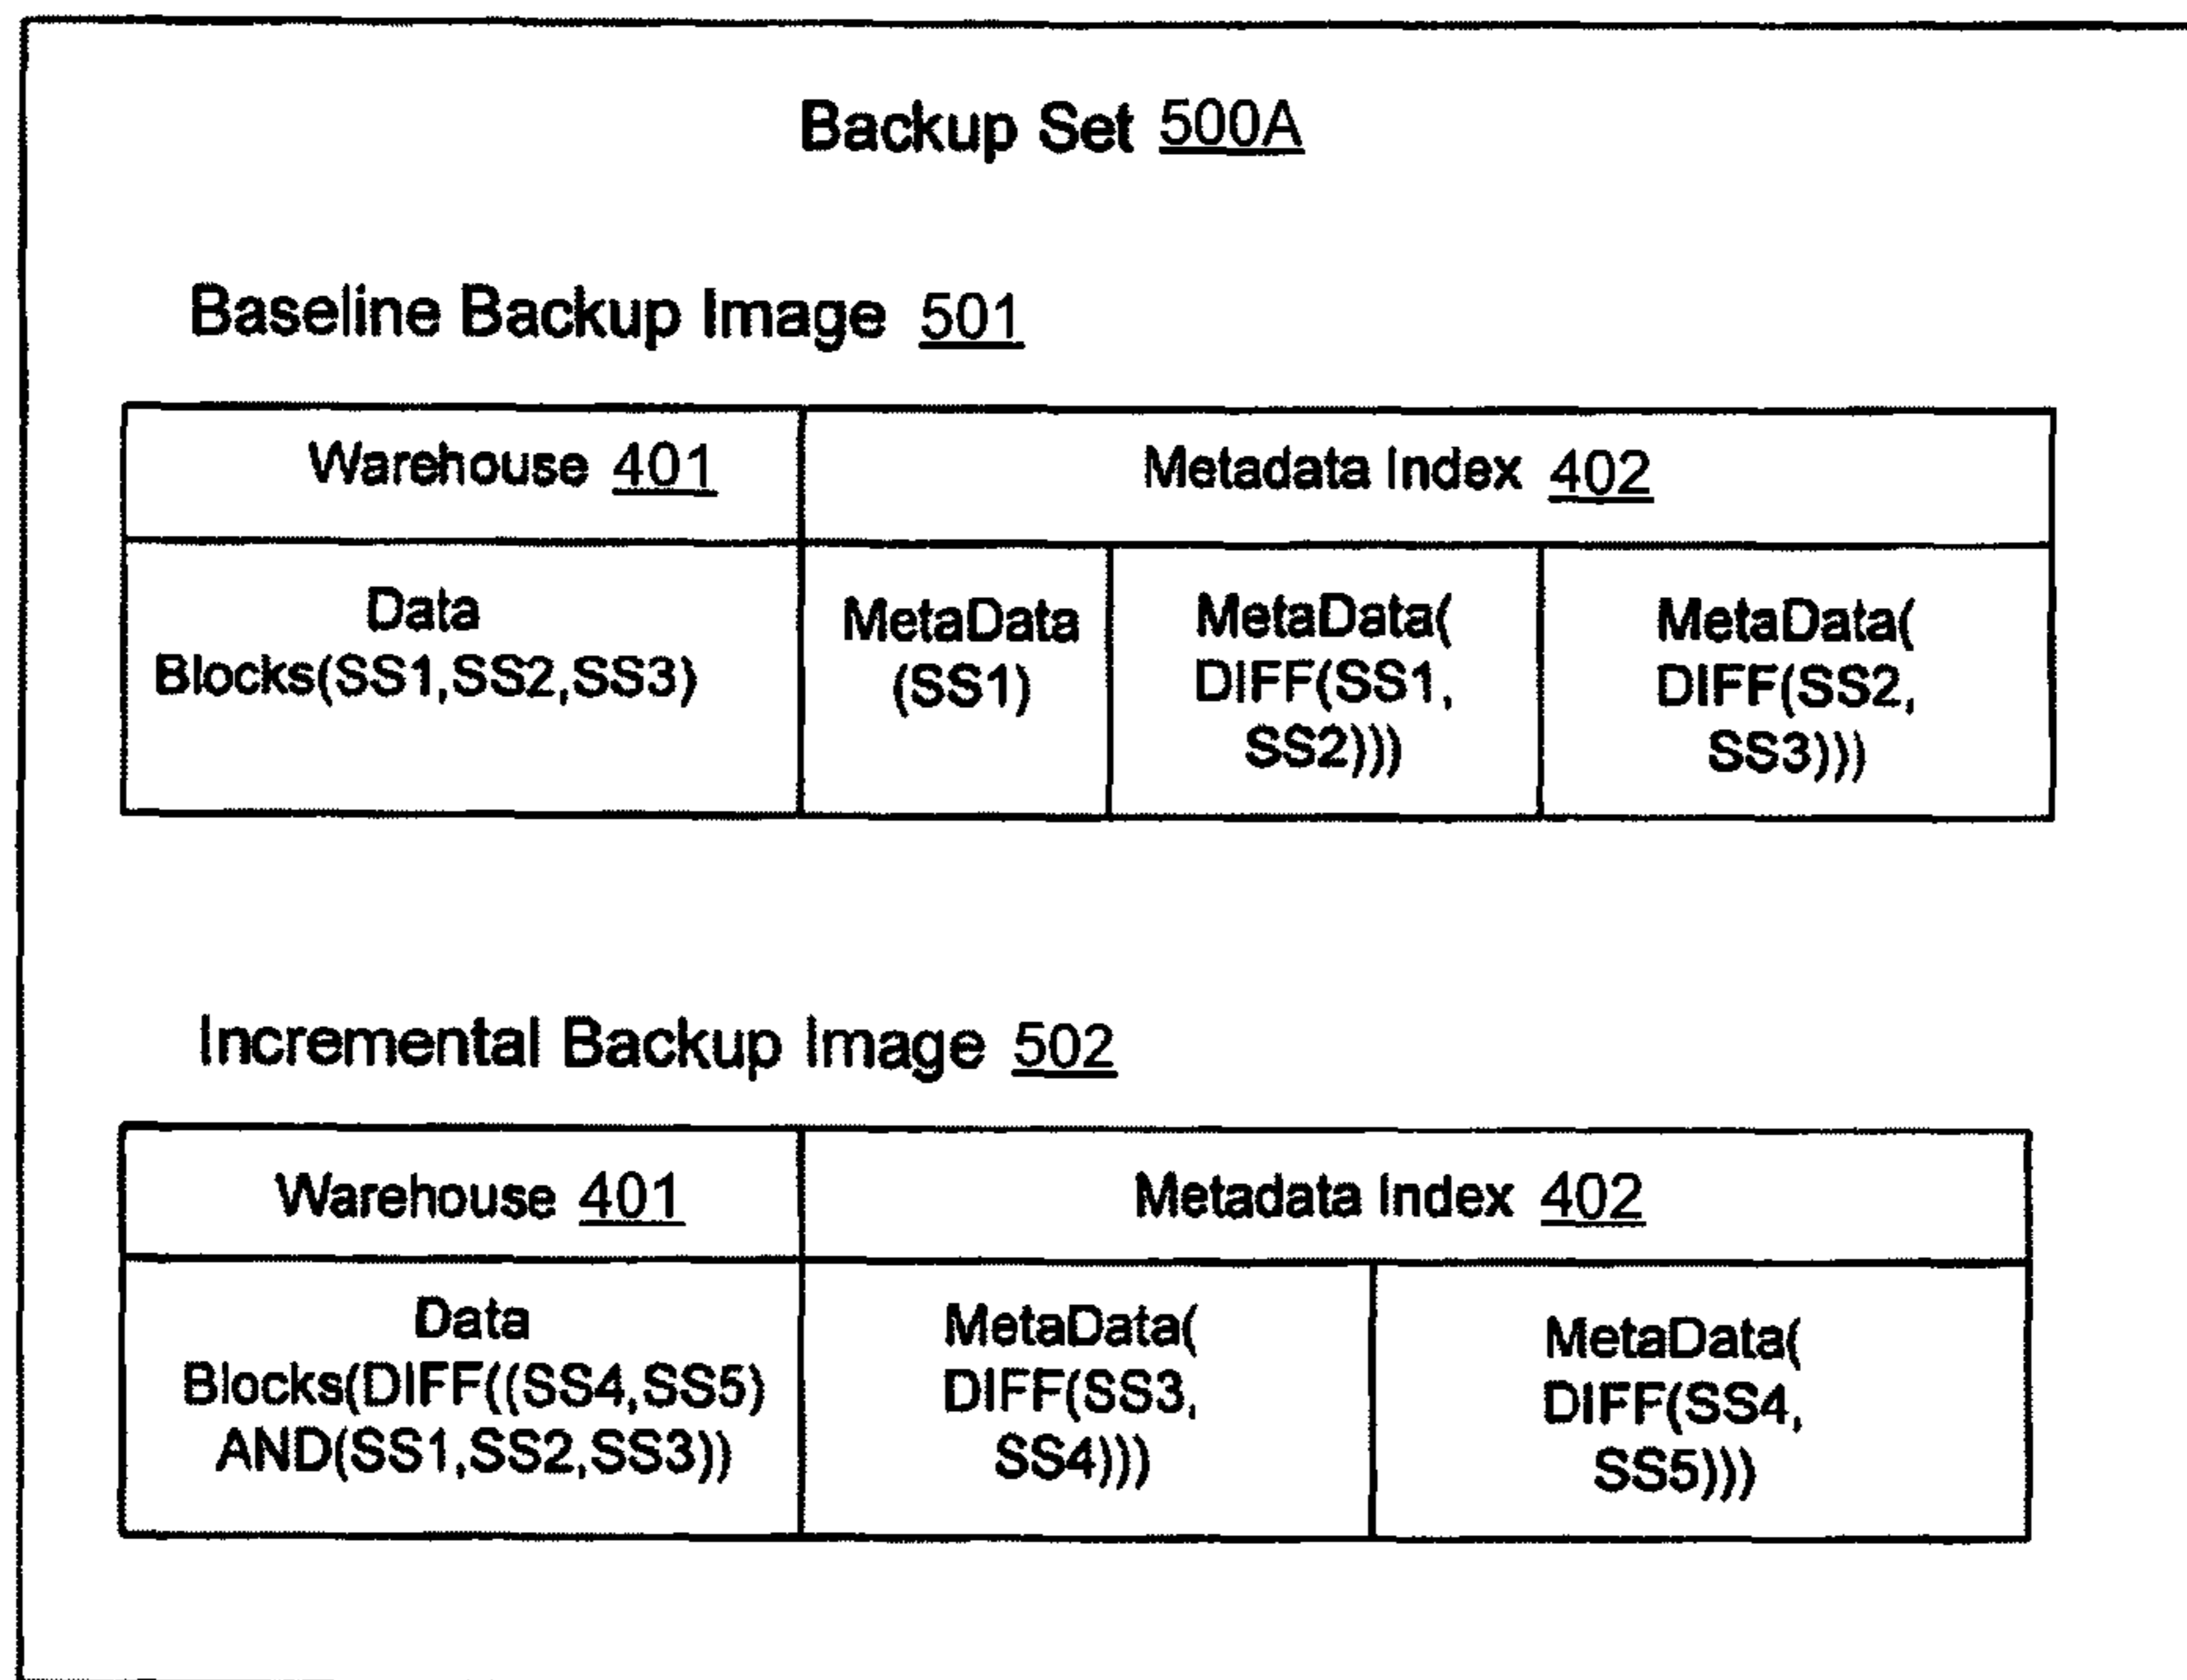 Backup Set 500A
Baseline Backup Image 501
Warehouse 401
Metadata Index 402
Data
Blocks(SS1,SS2,SS3)
MetaData
(SS1)
MetaData(
DIFF(SS1,
SS2)))
MetaData(
DIFF(SS2,
SS3)))
Incremental Backup Image 502
Warehouse 401
Metadata Index 402
Data
Blocks(DIFF((SS4,SS5)
AND(SS1,SS2,SS3))
MetaData(
DIFF(SS3,
SS4)))
MetaData(
DIFF(SS4,
SS5)))